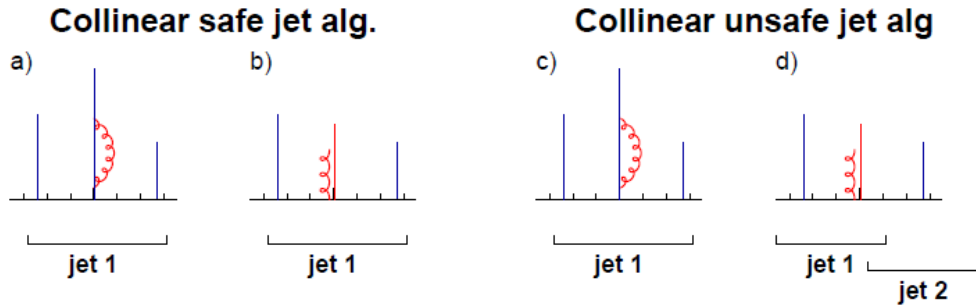 Collinear safe jet alg.
Collinear unsafe jet alg
a)
b)
c)
d)
jet 1
jet 1
jet 1
jet 1
jet 2